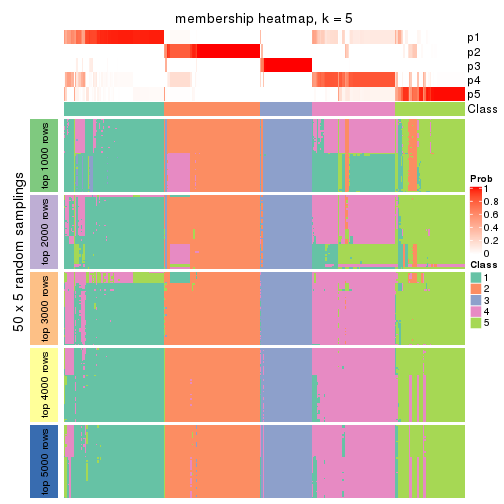 membership heatmap, k = 5
p1
p2
p3
p4
p5
Class
50 x 5 random samplings
top 1000 rows
top 2000 rows
top 3000 rows
top 4000 rows
top 5000 rows
Prob
1
0.8
0.6
0.4
0.2
0
Class
1
2
3
4
5